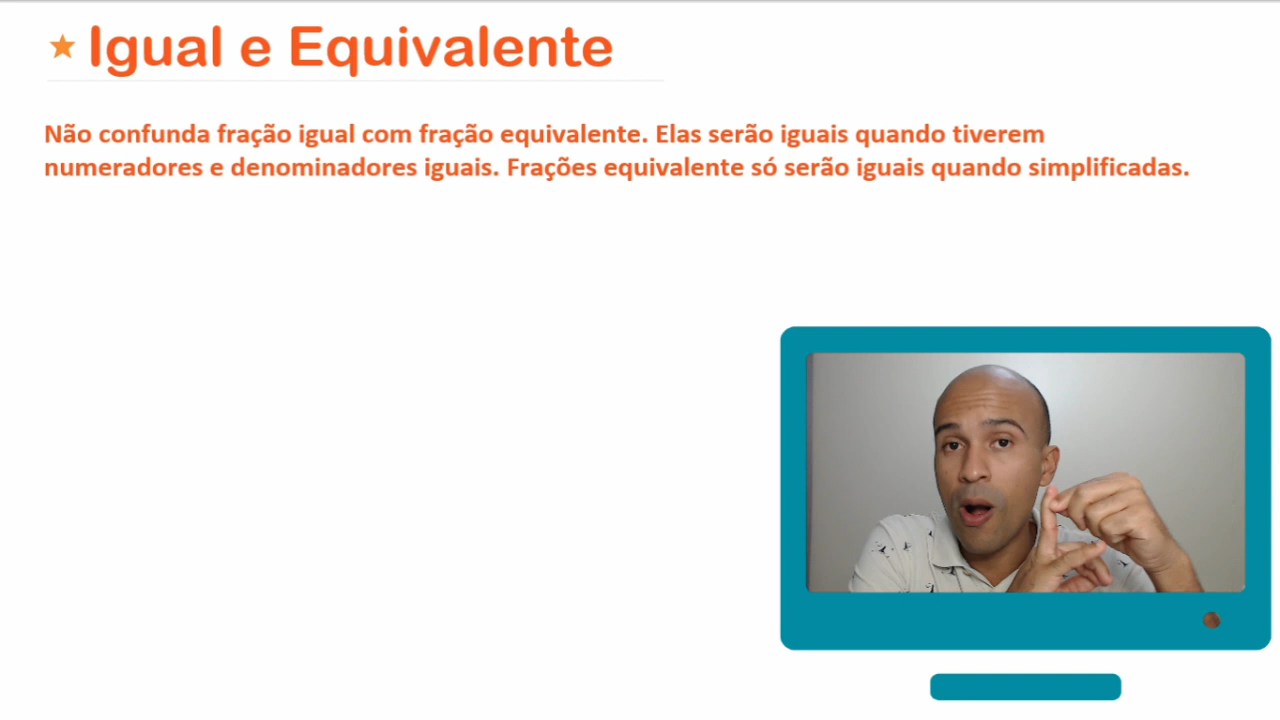 Igual e Equivalente
Não confunda fração igual com fração equivalente. Elas serão iguais quando tiverem
numeradores e denominadores iguais. Frações equivalente só serão iguais quando simplificadas.